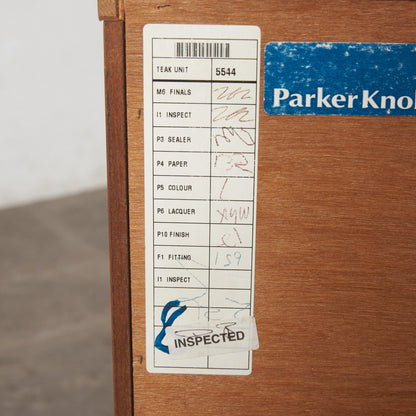 TEAK UNIT 5544
M6 FINALS
I1 INSPECT
P3 SEALER
P4 PAPER
P5 COLOUR
P6 LACQUER
P10 FINISH
F1 FITTING 159
I1 INSPECT
INSPECTED
Parker Knol